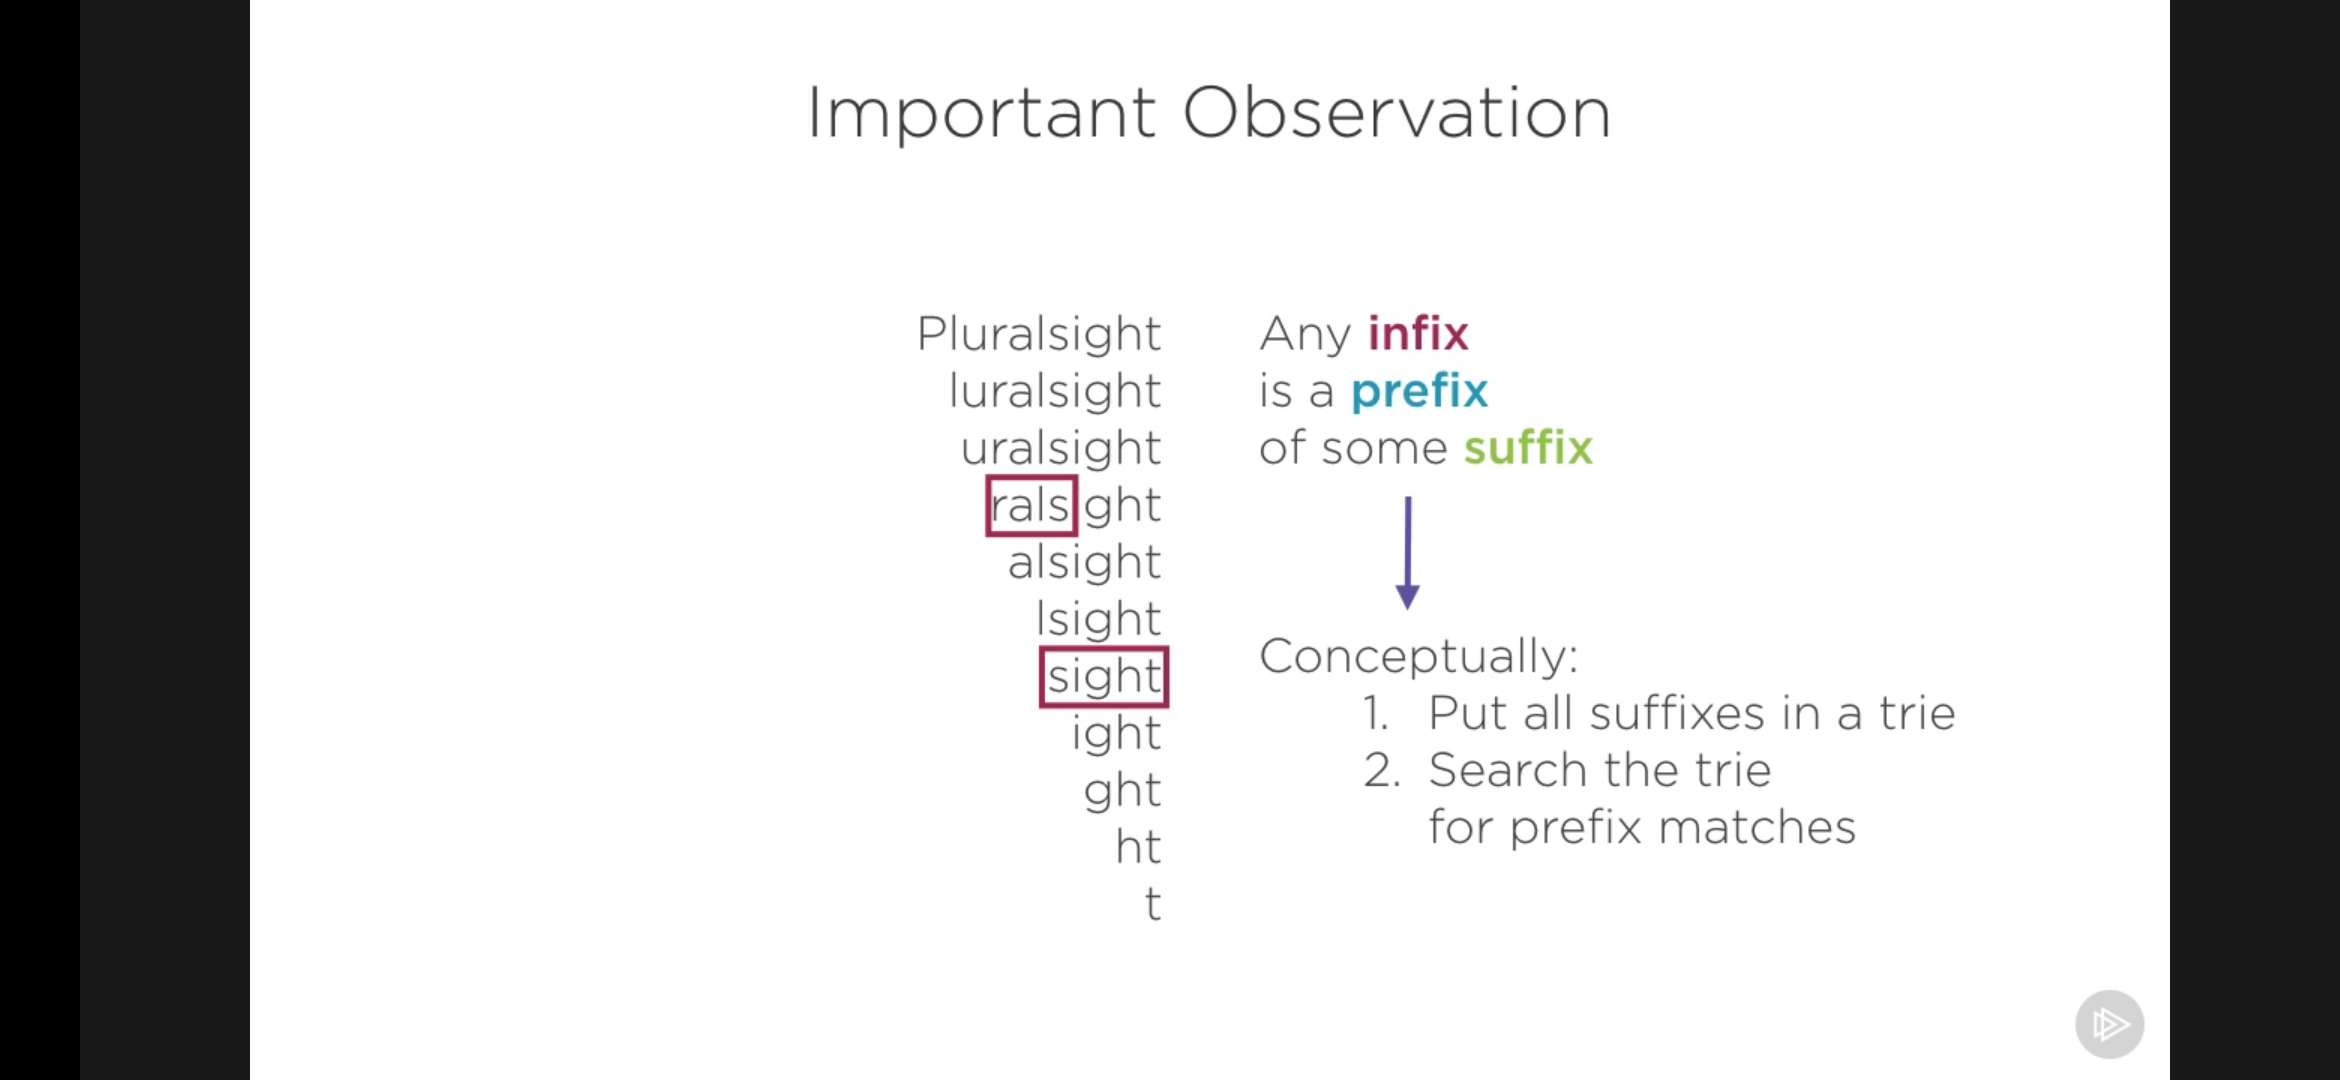 Important Observation
Pluralsight
luralsight
uralsight
ralsight
alsight
lsight
sight
ight
ght
ht
t
Any infix
is a prefix
of some suffix
Conceptually:
1. Put all suffixes in a trie
2. Search the trie
for prefix matches